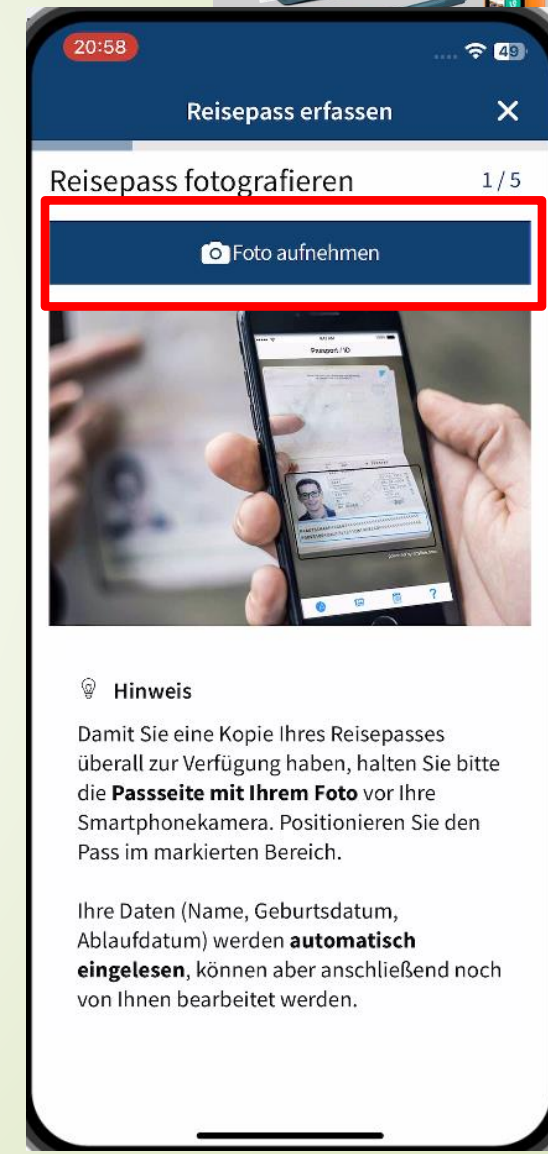 20:58
49
Reisepass erfassen
Reisepass fotografieren
1 / 5
Foto aufnehmen
Passport / ID
?
Hinweis
Damit Sie eine Kopie Ihres Reisepasses
überall zur Verfügung haben, halten Sie bitte
die Passseite mit Ihrem Foto vor Ihre
Smartphonekamera. Positionieren Sie den
Pass im markierten Bereich.
Ihre Daten (Name, Geburtsdatum,
Ablaufdatum) werden automatisch
eingelesen, können aber anschließend noch
von Ihnen bearbeitet werden.